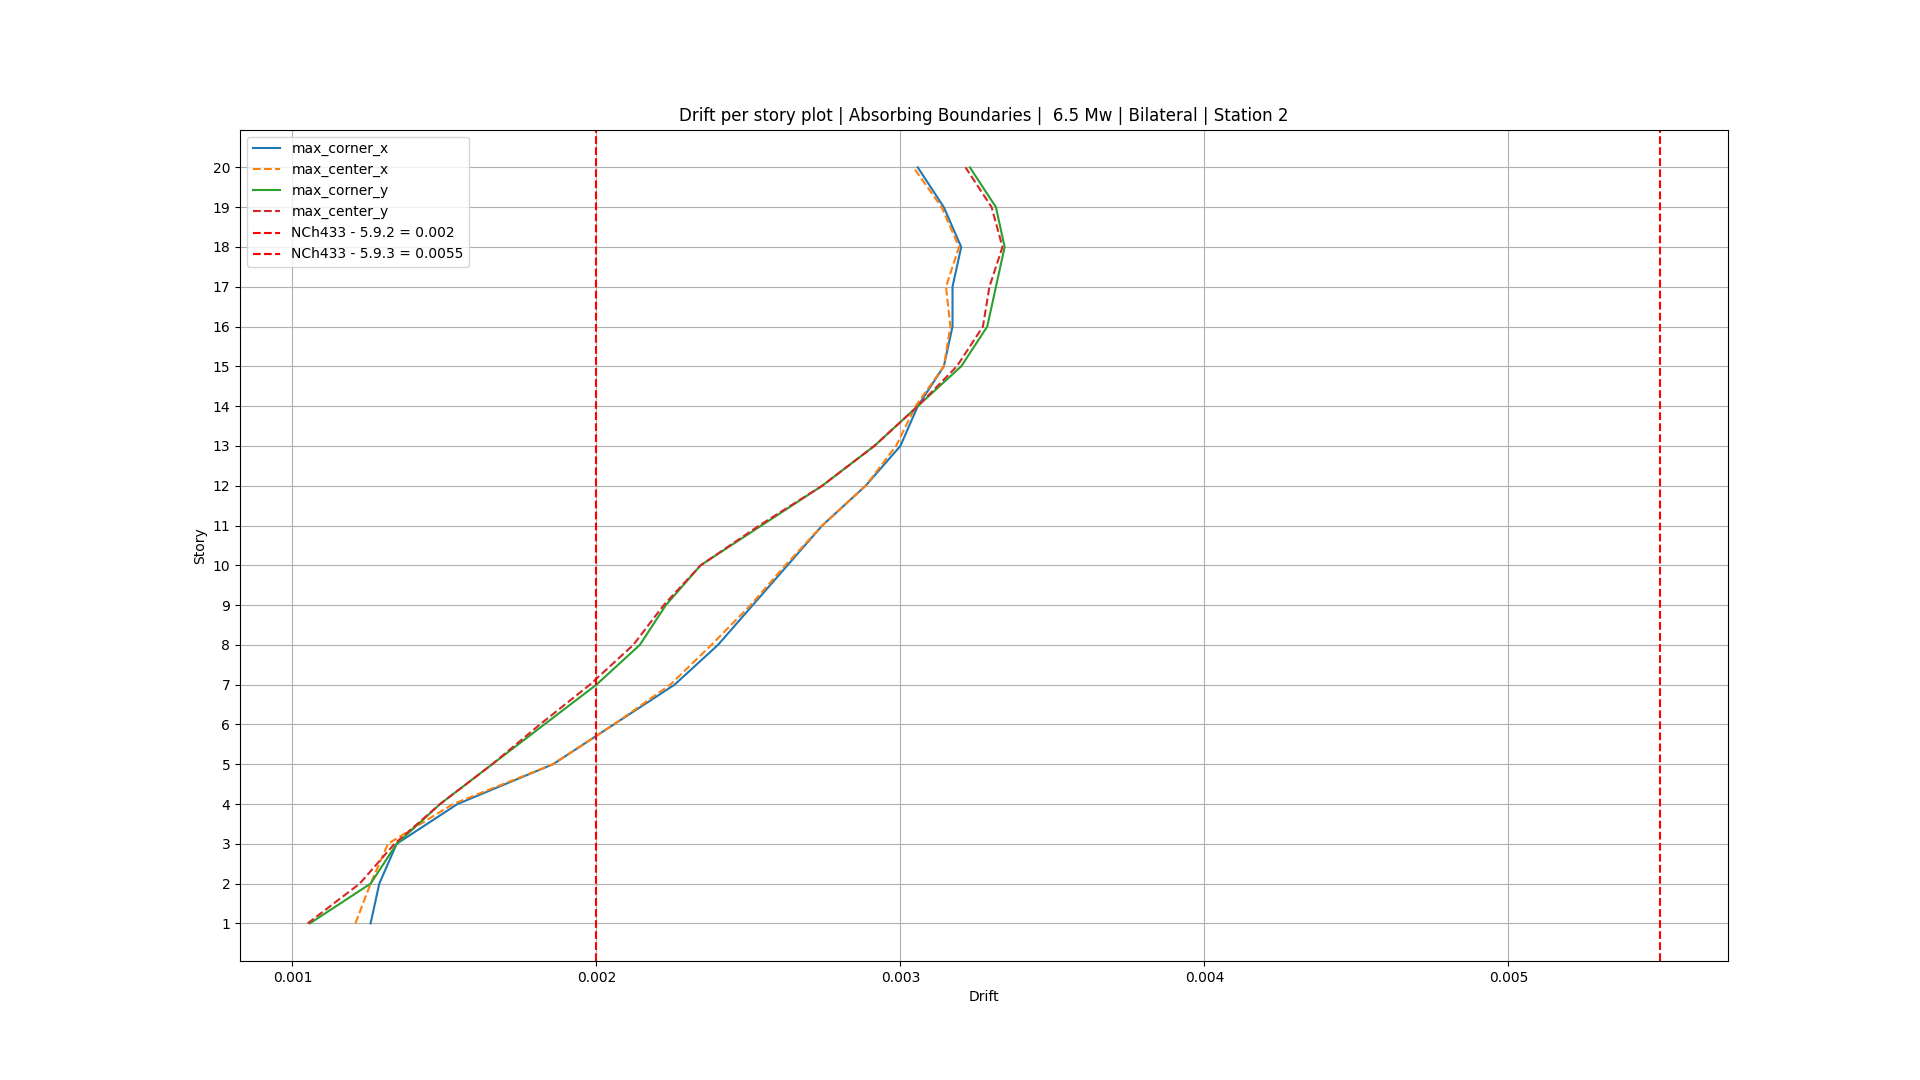 Drift per story plot | Absorbing Boundaries |  6.5 Mw | Bilateral | Station 2
max_corner_x
max_center_x
max_corner_y
max_center_y
NCh433 - 5.9.2 = 0.002
NCh433 - 5.9.3 = 0.0055
Story
20
19
18
17
16
15
14
13
12
11
10
9
8
7
6
5
4
3
2
1
0.001
0.002
0.003
0.004
0.005
Drift